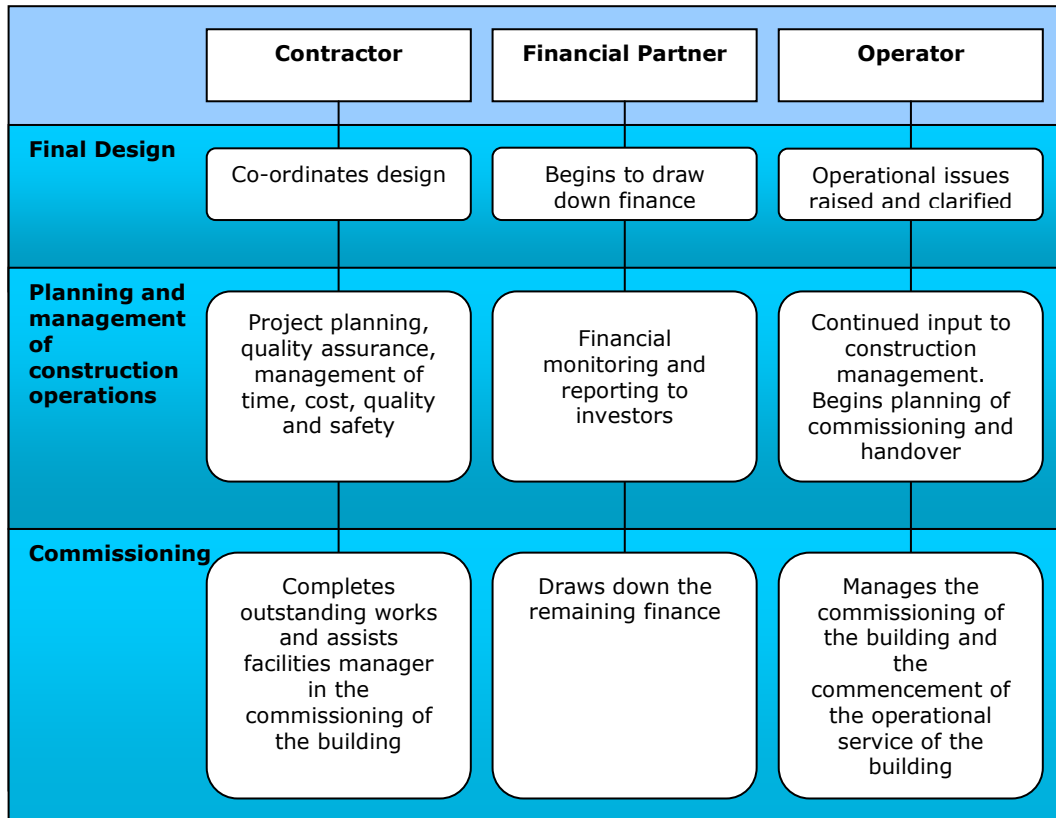 Contractor
Financial Partner
Operator
Final Design
Co-ordinates design
Begins to draw
down finance
Operational issues
raised and clarified
Planning and
management
of
construction
operations
Project planning,
quality assurance,
management of
time, cost, quality
and safety
Financial
monitoring and
reporting to
investors
Continued input to
construction
management.
Begins planning of
commissioning and
handover
Commissioning
Completes
outstanding works
and assists
facilities manager
in the
commissioning of
the building
Draws down the
remaining finance
Manages the
commissioning of
the building and
the
commencement of
the operational
service of the
building